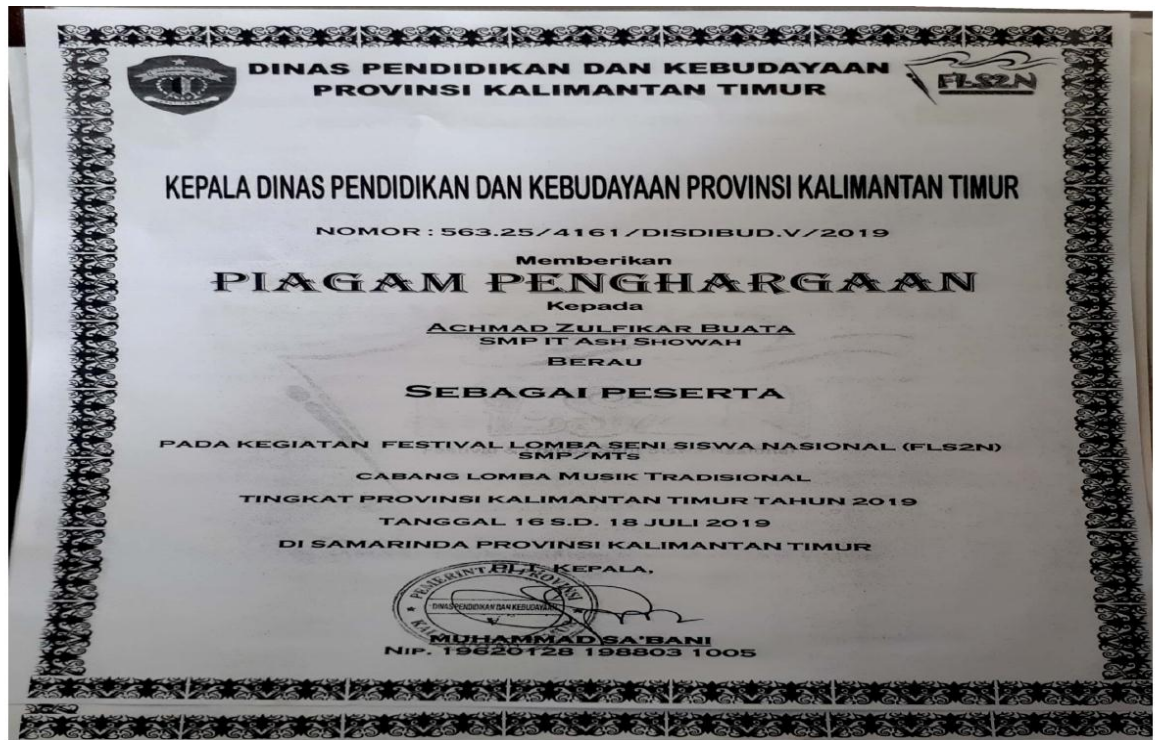 DINAS PENDIDIKAN DAN KEBUDAYAAN
PROVINSI KALIMANTAN TIMUR
FLS2N
KEPALA DINAS PENDIDIKAN DAN KEBUDAYAAN PROVINSI KALIMANTAN TIMUR
NOMOR : 563.25/4161/DISDIBUD.V/2019
Memberikan
PIAGAM PENGHARGAAN
Kepada
ACHMAD ZULFIKAR BUATA
SMP IT ASH SHOWAH
BERAU
SEBAGAI PESERTA
PADA KEGIATAN FESTIVAL LOMBA SENI SISWA NASIONAL (FLS2N)
SMP/MTS
CABANG LOMBA MUSIK TRADISIONAL
TINGKAT PROVINSI KALIMANTAN TIMUR TAHUN 2019
TANGGAL 16 S.D. 18 JULI 2019
DI SAMARINDA PROVINSI KALIMANTAN TIMUR
PLT. KEPALA,
PEMERINTAH PROVINSI
DINAS PENDIDIKAN DAN KEBUDAYAAN
MUHAMMAD SA'BANI
NIP. 19620128 198803 1005